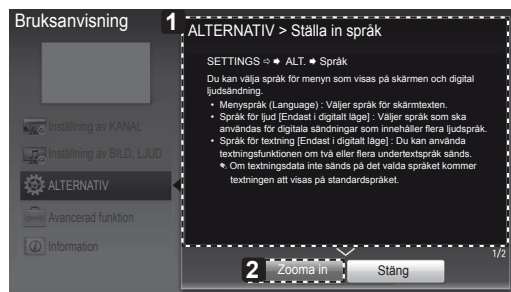 Bruksanvisning
1
ALTERNATIV > Ställa in språk
SETTINGS ⇨ ➧ ALT. ➧ Språk
Du kan välja språk för menyn som visas på skärmen och digital
ljudsändning.
• Menyspråk (Language) : Väljer språk för skärmtexten.
• Språk för ljud [Endast i digitalt läge] : Väljer språk som ska
användas för digitala sändningar som innehåller flera ljudspråk.
• Språk för textning [Endast i digitalt läge] : Du kan använda
textningsfunktionen om två eller flera undertextspråk sänds.
Om textningsdata inte sänds på det valda språket kommer
textningen att visas på standardspråket.
Inställning av KANAL
Inställning av BILD, LJUD
ALTERNATIV
Avancerad funktion
Information
1/2
2
Zooma in
Stäng